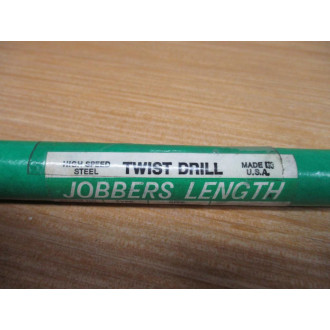 HIGH SPEED STEEL
TWIST DRILL
MADE IN U.S.A.
JOBBERS LENGTH